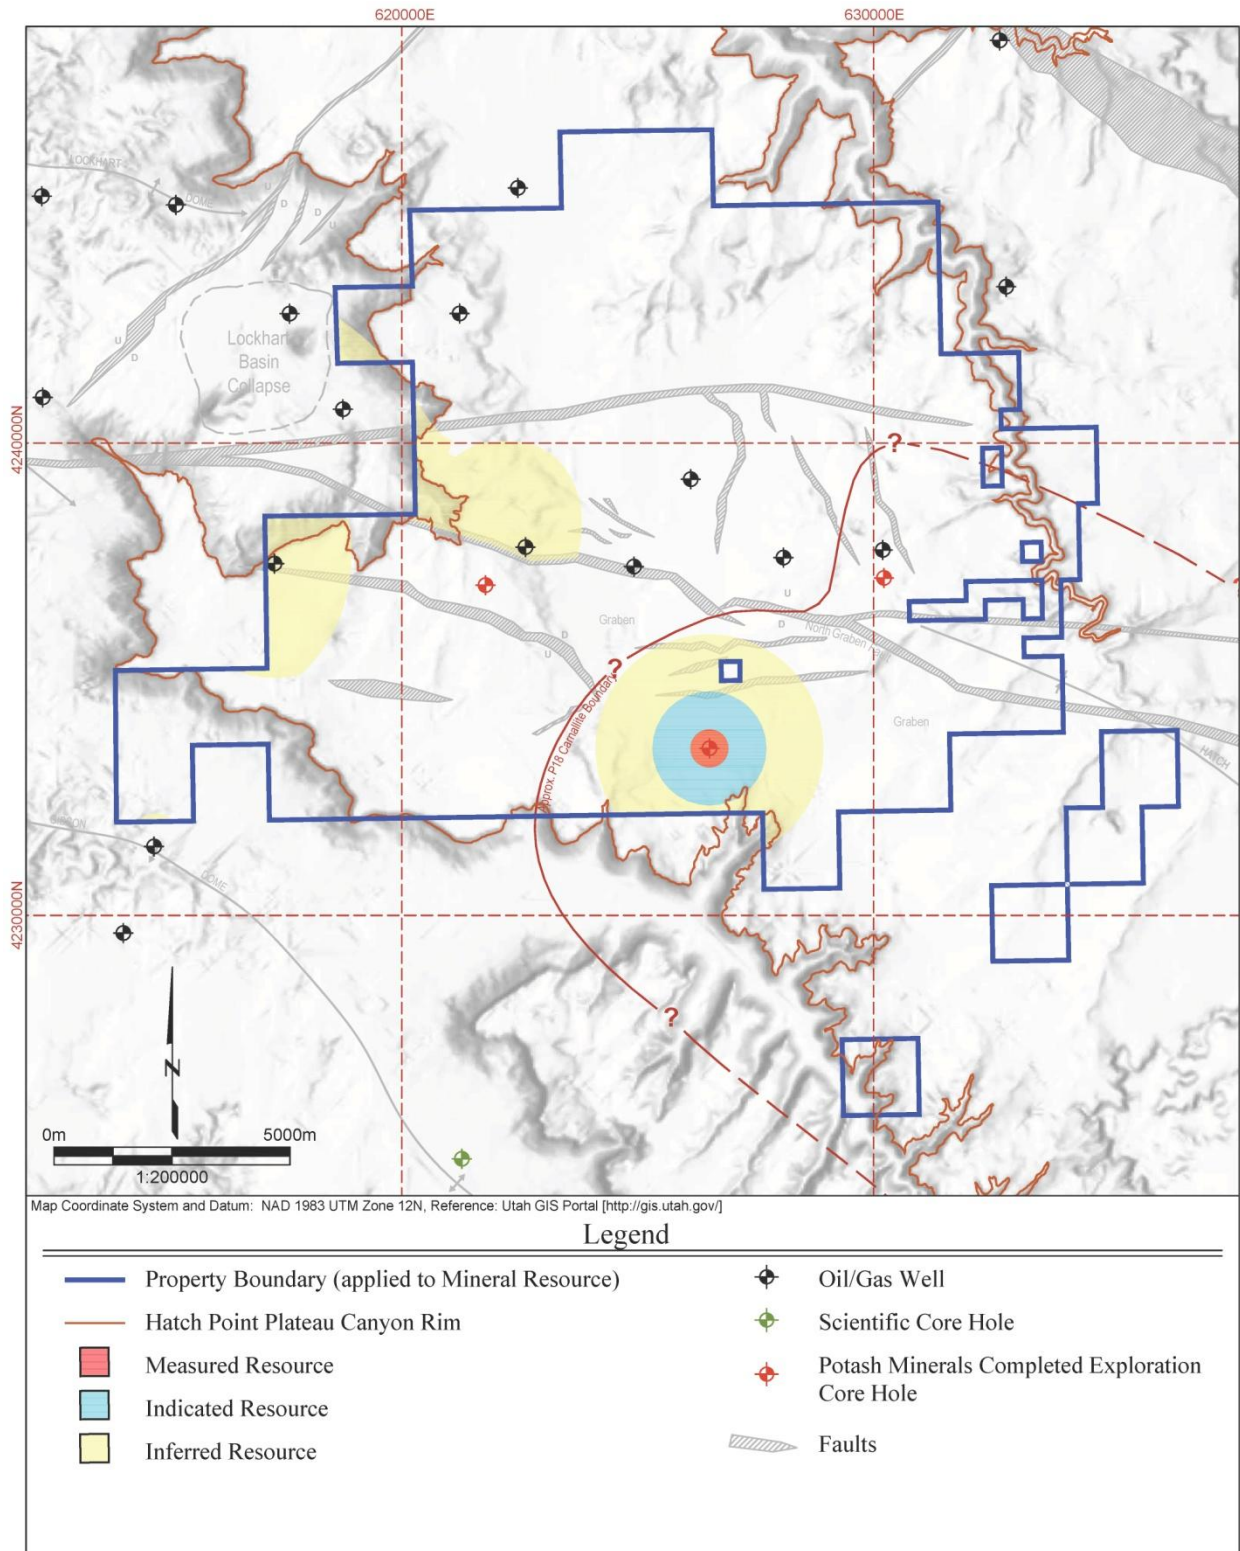 620000E
630000E
LOCKHART
DOME
U
D
D
U
U
D
Lockhart
Basin
Collapse
4240000N
?
Graben
U
D
North Graben
D
U
?
Approx. P18 Carnallite Boundary
Graben
HATCH
GIBSON
DOME
4230000N
?
N
0m
5000m
1:200000
Map Coordinate System and Datum: NAD 1983 UTM Zone 12N, Reference: Utah GIS Portal [http://gis.utah.gov/]
Legend
Property Boundary (applied to Mineral Resource)
Oil/Gas Well
Hatch Point Plateau Canyon Rim
Scientific Core Hole
Measured Resource
Potash Minerals Completed Exploration
Core Hole
Indicated Resource
Faults
Inferred Resource